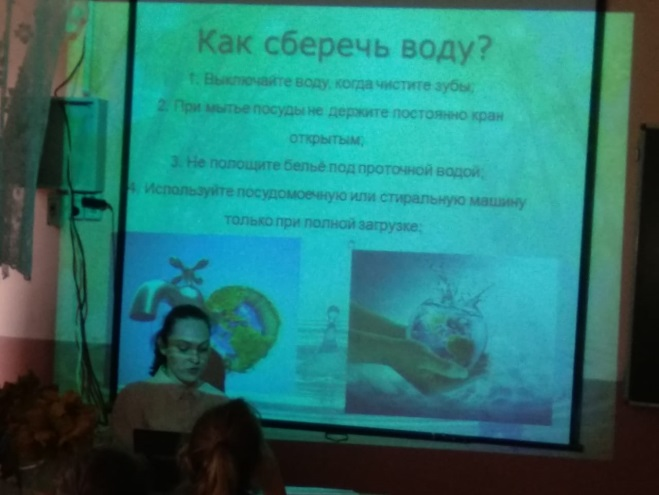 Как сберечь воду?
1. Выключайте воду, когда чистите зубы;
2. При мытье посуды не держите постоянно кран
открытым;
3. Не полощите бельё под проточной водой;
4. Используйте посудомоечную или стиральную машину
только при полной загрузке;